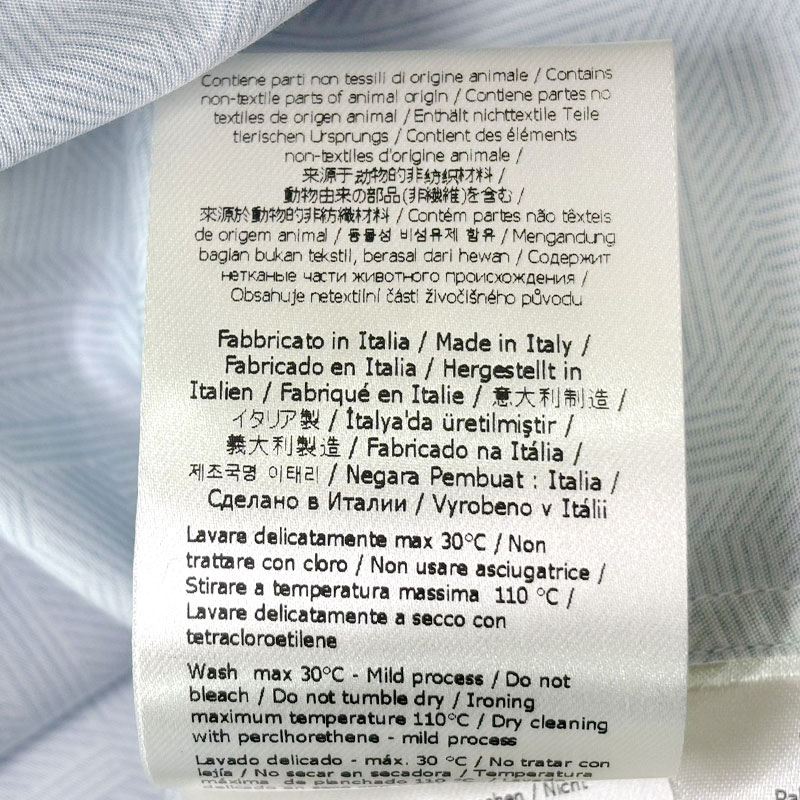 Contiene parti non tessili di origine animale / Contains
non-textile parts of animal origin / Contiene partes no
textiles de origen animal / Enthält nichttextile Teile
tierischen Ursprungs / Contient des éléments
non-textiles d'origine animale /
来源于动物的非纺织材料 /
動物由来の部品(非繊維)を含む /
來源於動物的非紡織材料 / Contém partes não têxteis
de origem animal / 동물성 비섬유제 함유 / Mengandung
bagian bukan tekstil, berasal dari hewan / Содержит
нетканые части животного происхождения /
Obsahuje netextilní části živočišného původu
Fabbricato in Italia / Made in Italy /
Fabricado en Italia / Hergestellt in
Italien / Fabriqué en Italie / 意大利制造 /
イタリア製 / İtalya'da üretilmiştir /
義大利製造 / Fabricado na Itália /
제조국명 이태리 / Negara Pembuat : Italia /
Сделано в Италии / Vyrobeno v Itálii
Lavare delicatamente max 30°C / Non
trattare con cloro / Non usare asciugatrice /
Stirare a temperatura massima 110 °C /
Lavare delicatamente a secco con
tetracloroetilene
Wash max 30°C - Mild process / Do not
bleach / Do not tumble dry / Ironing
maximum temperature 110°C / Dry cleaning
with perclhorethene - mild process
Lavado delicado - máx. 30 °C / No tratar con
lejía / No secar en secadora / Temperatura
máxima de planchado 110 °C /
/ Nicht